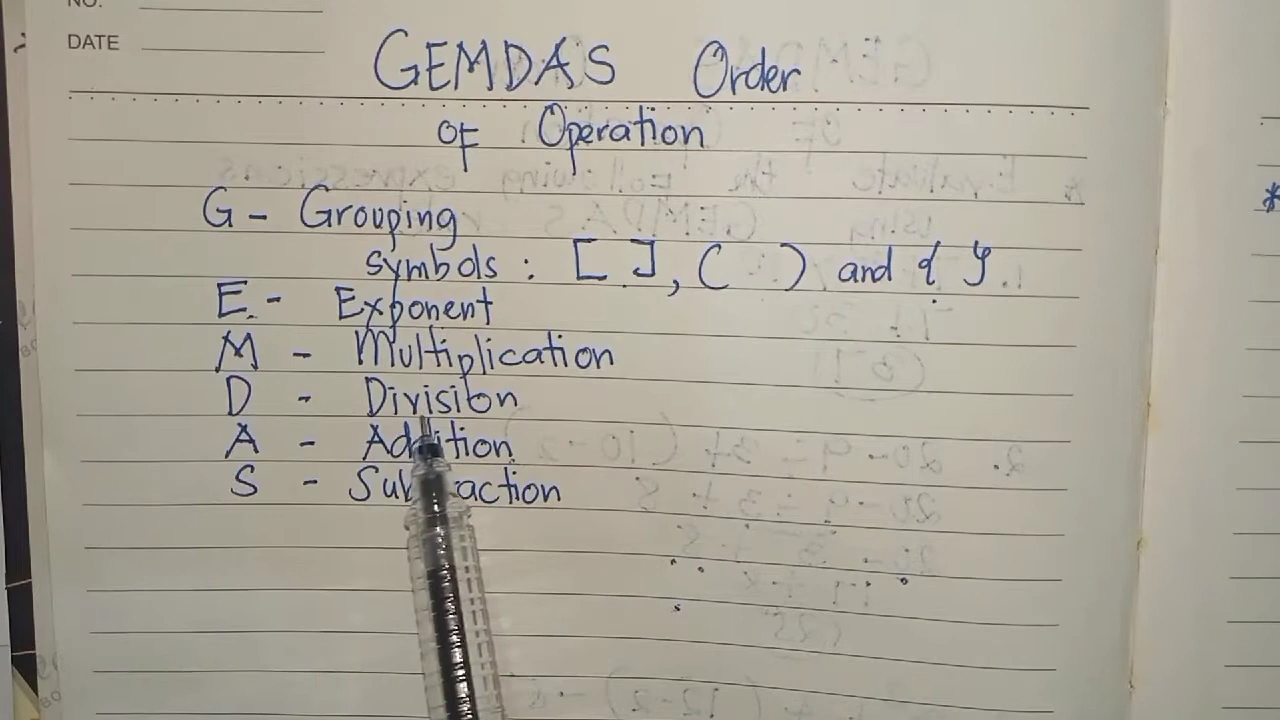 NO.
DATE
GEMDAS Order
OF Operation
G - Grouping
symbols : [ ], ( ) and { }
E - Exponent
M - Multiplication
D - Division
A - Addition
S - Subtraction